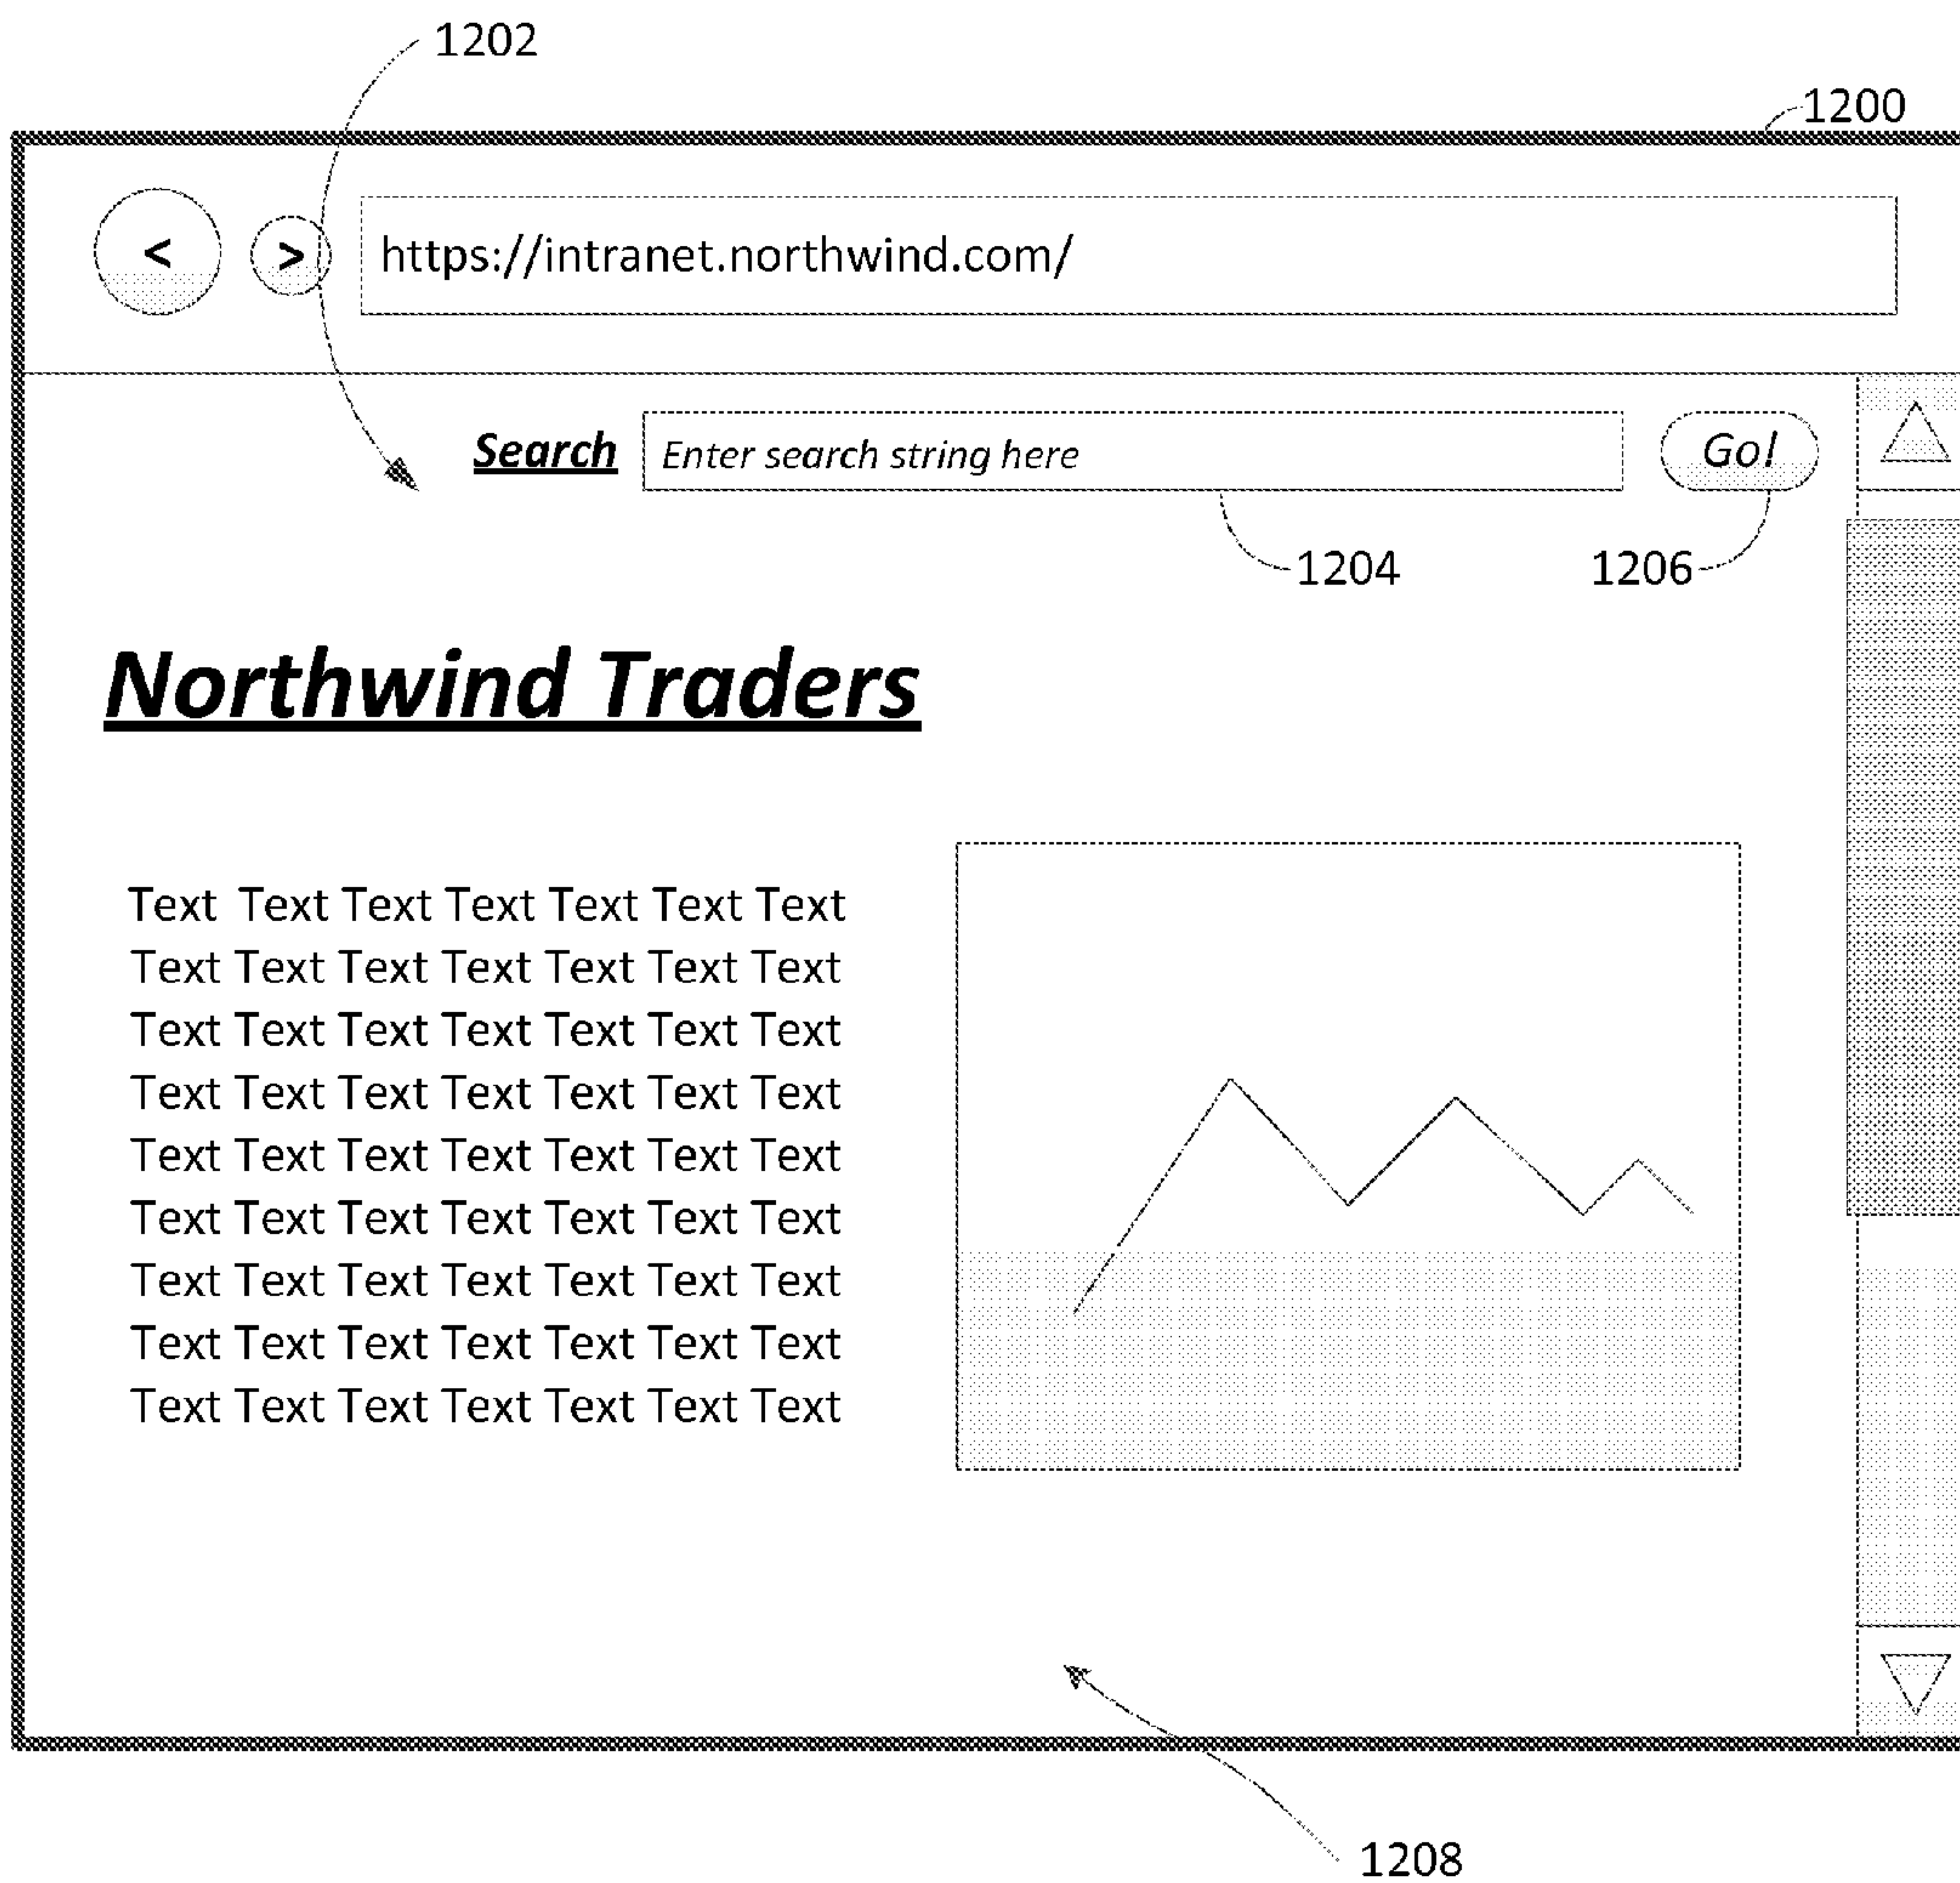 1202
1200
< > https://intranet.northwind.com/
Search Enter search string here Go!
1204 1206
Northwind Traders
Text Text Text Text Text Text Text
Text Text Text Text Text Text Text
Text Text Text Text Text Text Text
Text Text Text Text Text Text Text
Text Text Text Text Text Text Text
Text Text Text Text Text Text Text
Text Text Text Text Text Text Text
Text Text Text Text Text Text Text
Text Text Text Text Text Text Text
1208